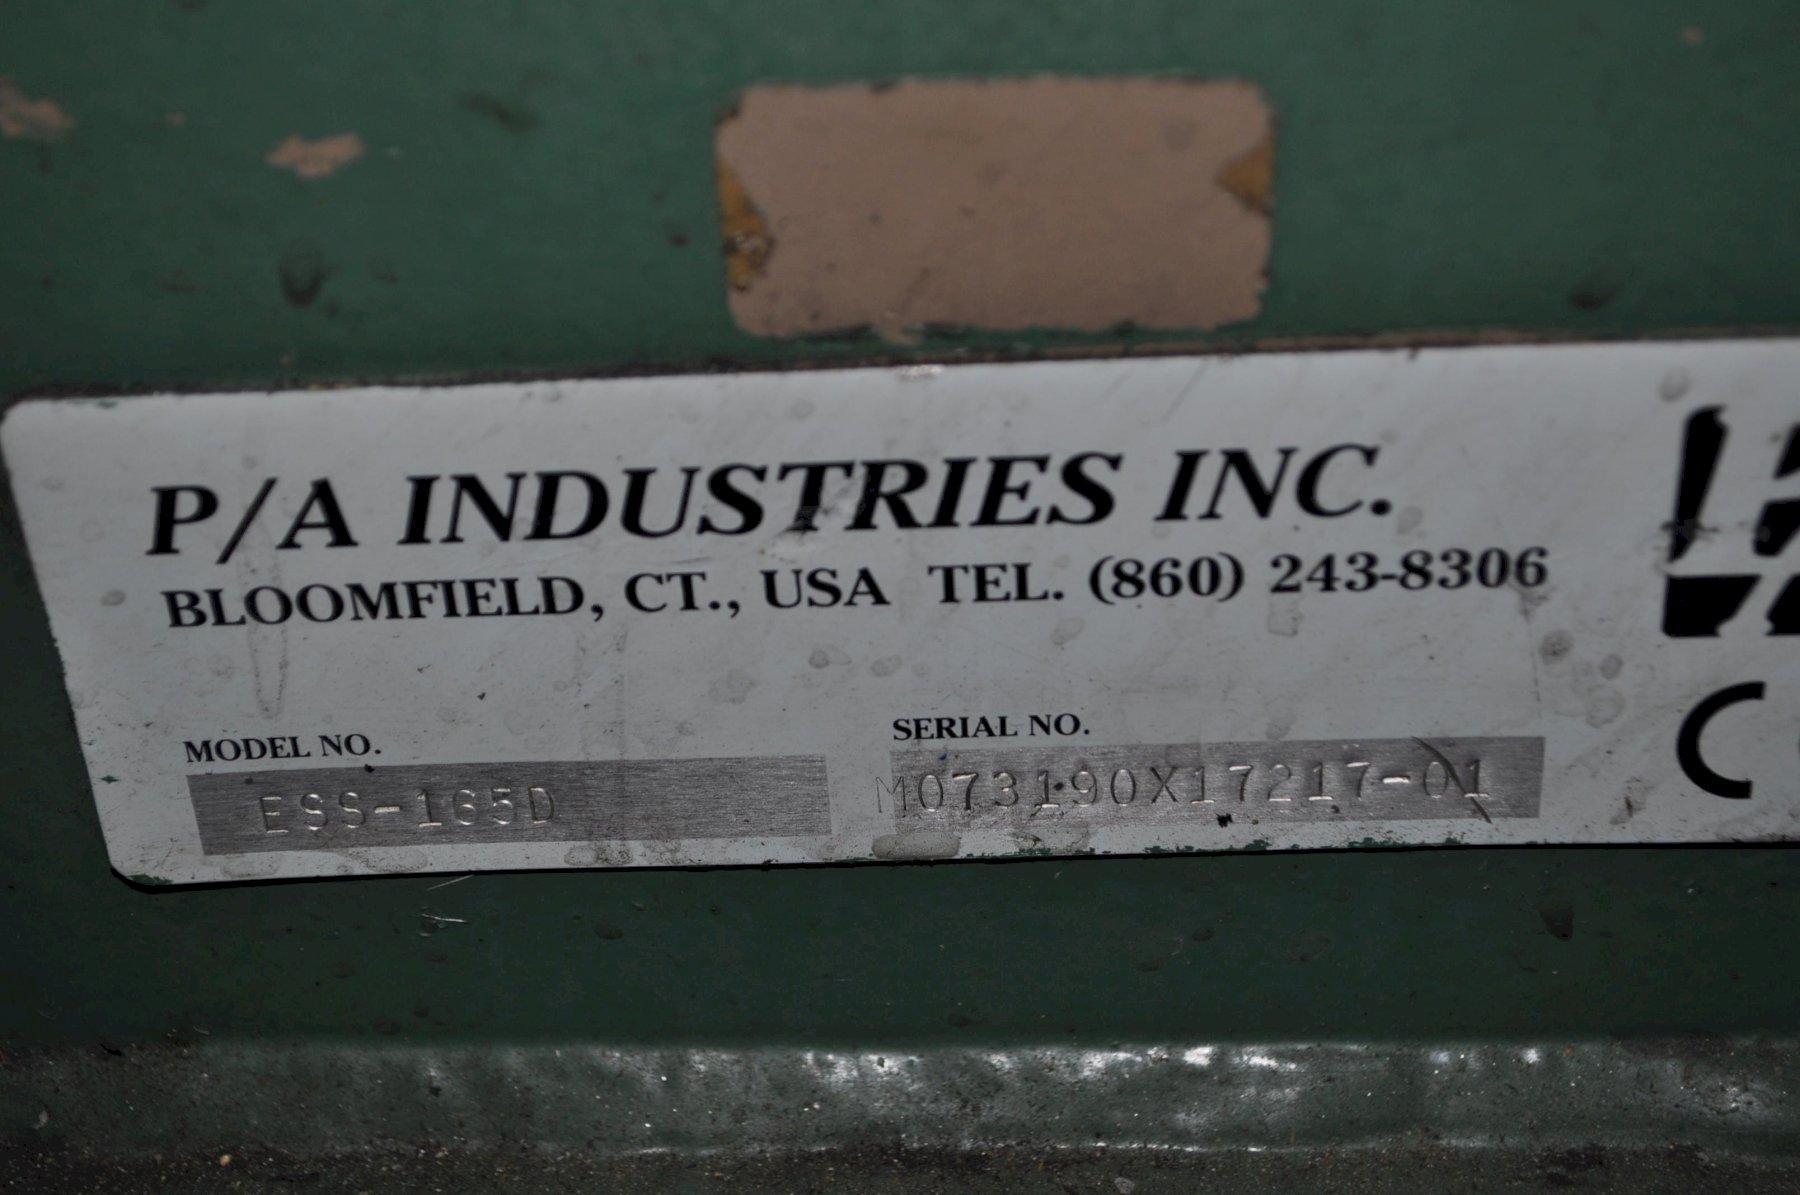 P/A INDUSTRIES INC.
BLOOMFIELD, CT., USA TEL. (860) 243-8306
MODEL NO.
ESS-165D
SERIAL NO.
M073190X17217-01